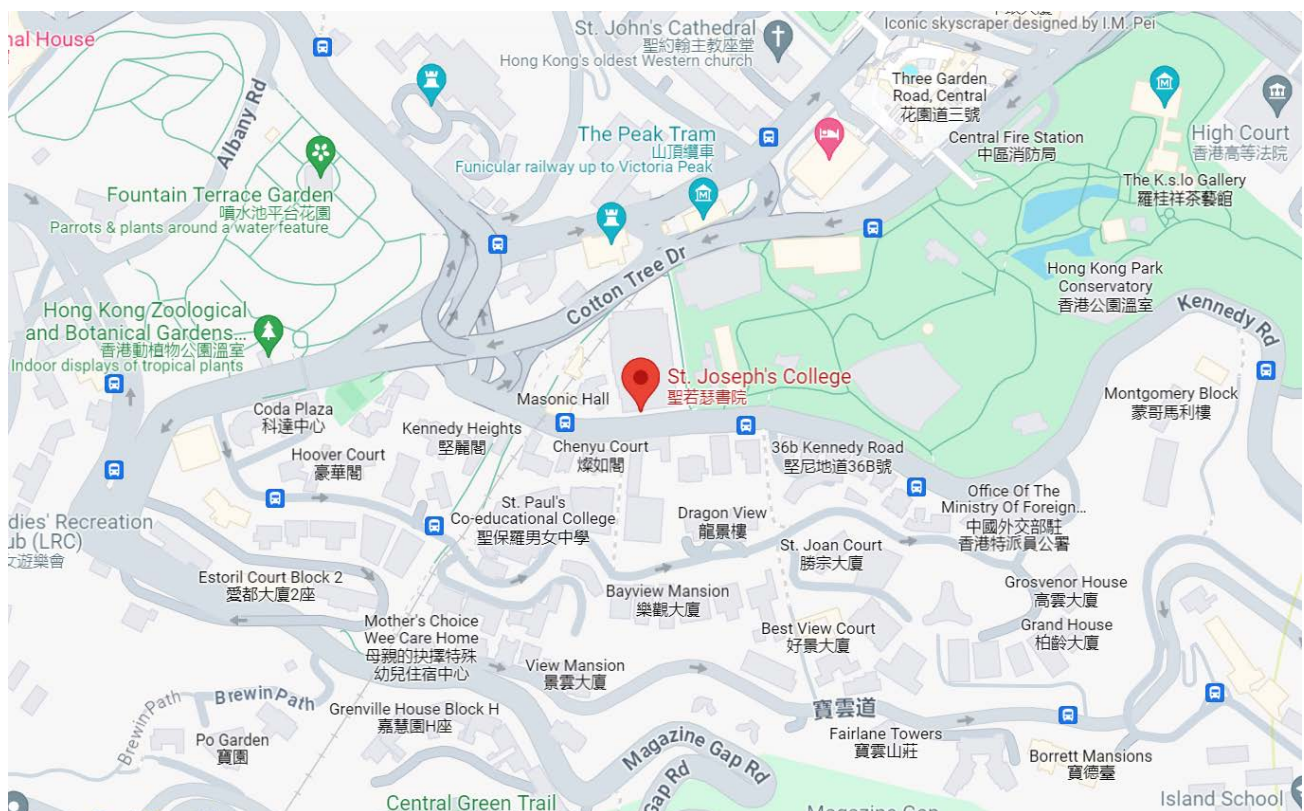 nal House
St. John's Cathedral
聖約翰主教座堂
Hong Kong's oldest Western church
Iconic skyscraper designed by I.M. Pei
Three Garden
Road, Central
花園道三號
Albany Rd
The Peak Tram
山頂纜車
Funicular railway up to Victoria Peak
Central Fire Station
中區消防局
High Court
香港高等法院
Fountain Terrace Garden
噴水池平台花園
Parrots & plants around a water feature
The K.s.lo Gallery
羅桂祥茶藝館
Cotton Tree Dr
Hong Kong Park
Conservatory
香港公園溫室
Kennedy Rd
Hong Kong Zoological
and Botanical Gardens...
香港動植物公園溫室
Indoor displays of tropical plants
St. Joseph's College
聖若瑟書院
Masonic Hall
Montgomery Block
蒙哥馬利樓
Coda Plaza
科達中心
Kennedy Heights
堅麗閣
Chenyu Court
燦如閣
36b Kennedy Road
堅尼地道36B號
Hoover Court
豪華閣
St. Paul's
Co-educational College
聖保羅男女中學
Dragon View
龍景樓
Office Of The
Ministry Of Foreign...
中國外交部駐
香港特派員公署
dies' Recreation
ub (LRC)
女遊樂會
St. Joan Court
勝宗大廈
Estoril Court Block 2
愛都大廈2座
Bayview Mansion
樂觀大廈
Grosvenor House
高雲大廈
Mother's Choice
Wee Care Home
母親的抉擇特殊
幼兒住宿中心
Best View Court
好景大廈
Grand House
柏齡大廈
View Mansion
景雲大廈
Brewin Path
Brewin Path
Grenville House Block H
嘉慧園H座
寶雲道
Po Garden
寶園
Magazine Gap Rd
Gap Rd
Fairlane Towers
寶雲山莊
Borrett Mansions
寶德臺
Central Green Trail
Magazine Gap
Island School